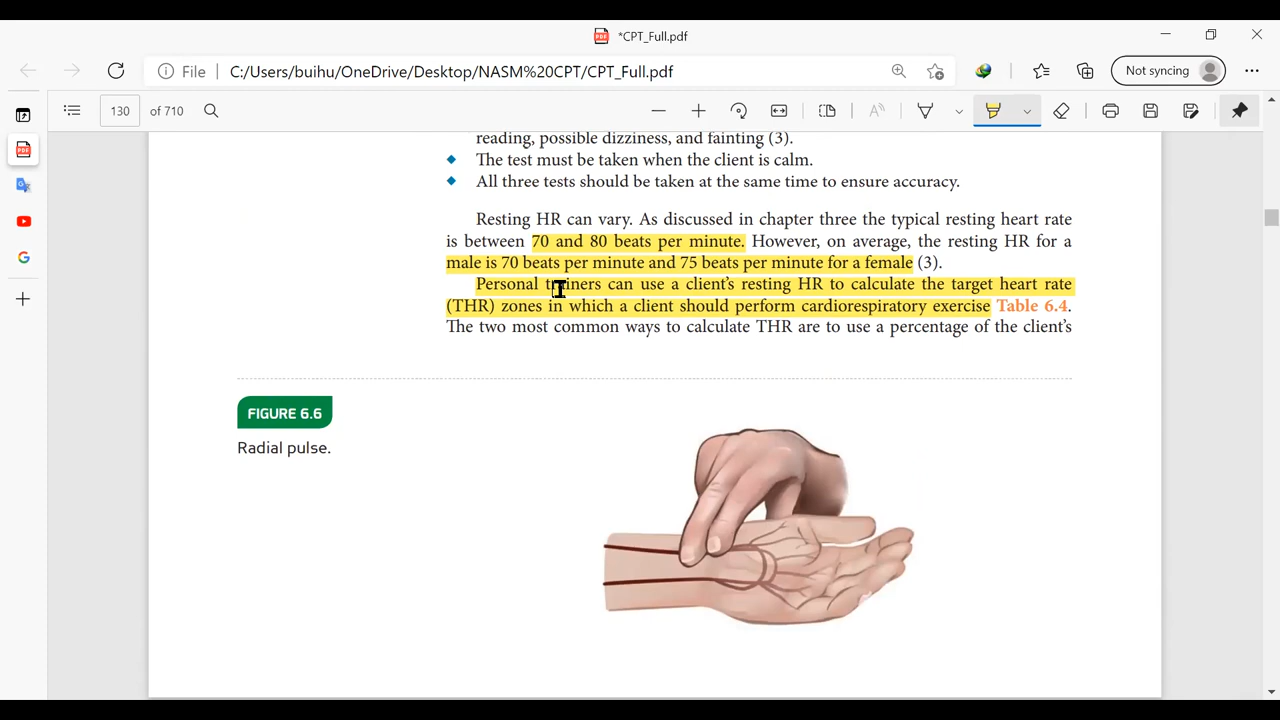 *CPT_Full.pdf
File C:/Users/buihu/OneDrive/Desktop/NASM%20CPT/CPT_Full.pdf Not syncing
130 of 710
reading, possible dizziness, and fainting (3).
The test must be taken when the client is calm.
All three tests should be taken at the same time to ensure accuracy.
Resting HR can vary. As discussed in chapter three the typical resting heart rate
is between 70 and 80 beats per minute. However, on average, the resting HR for a
male is 70 beats per minute and 75 beats per minute for a female (3).
Personal trainers can use a client's resting HR to calculate the target heart rate
(THR) zones in which a client should perform cardiorespiratory exercise Table 6.4.
The two most common ways to calculate THR are to use a percentage of the client's
FIGURE 6.6
Radial pulse.